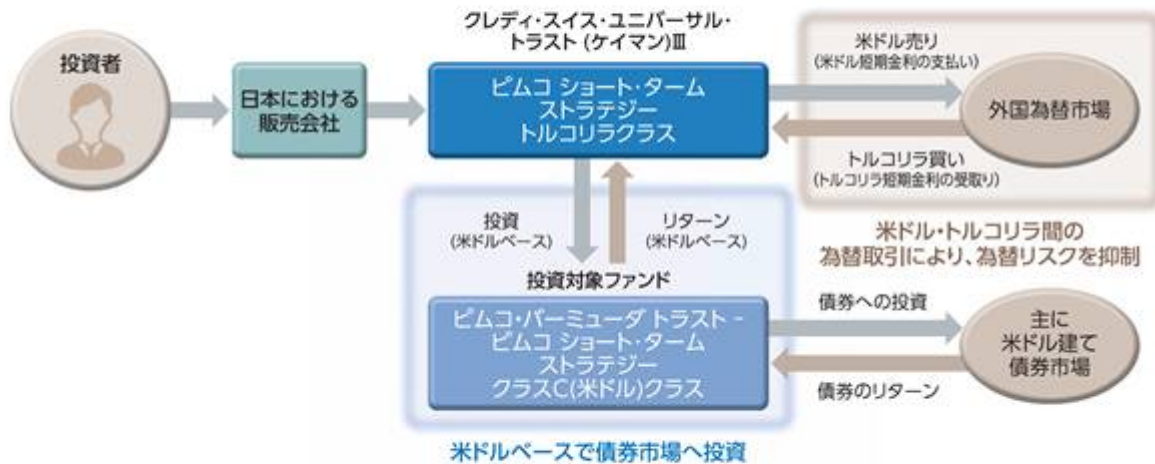 クレディ・スイス・ユニバーサル・
トラスト(ケイマン)Ⅲ
投資者
日本における
販売会社
ピムコ ショート・ターム
ストラテジー
トルコリラクラス
米ドル売り
(米ドル短期金利の支払い)
外国為替市場
トルコリラ買い
(トルコリラ短期金利の受取り)
米ドル・トルコリラ間の
為替取引により、為替リスクを抑制
投資
(米ドルベース)
リターン
(米ドルベース)
投資対象ファンド
ピムコ・バーミューダ トラスト -
ピムコ ショート・ターム
ストラテジー
クラスC(米ドル)クラス
債券への投資
主に
米ドル建て
債券市場
債券のリターン
米ドルベースで債券市場へ投資